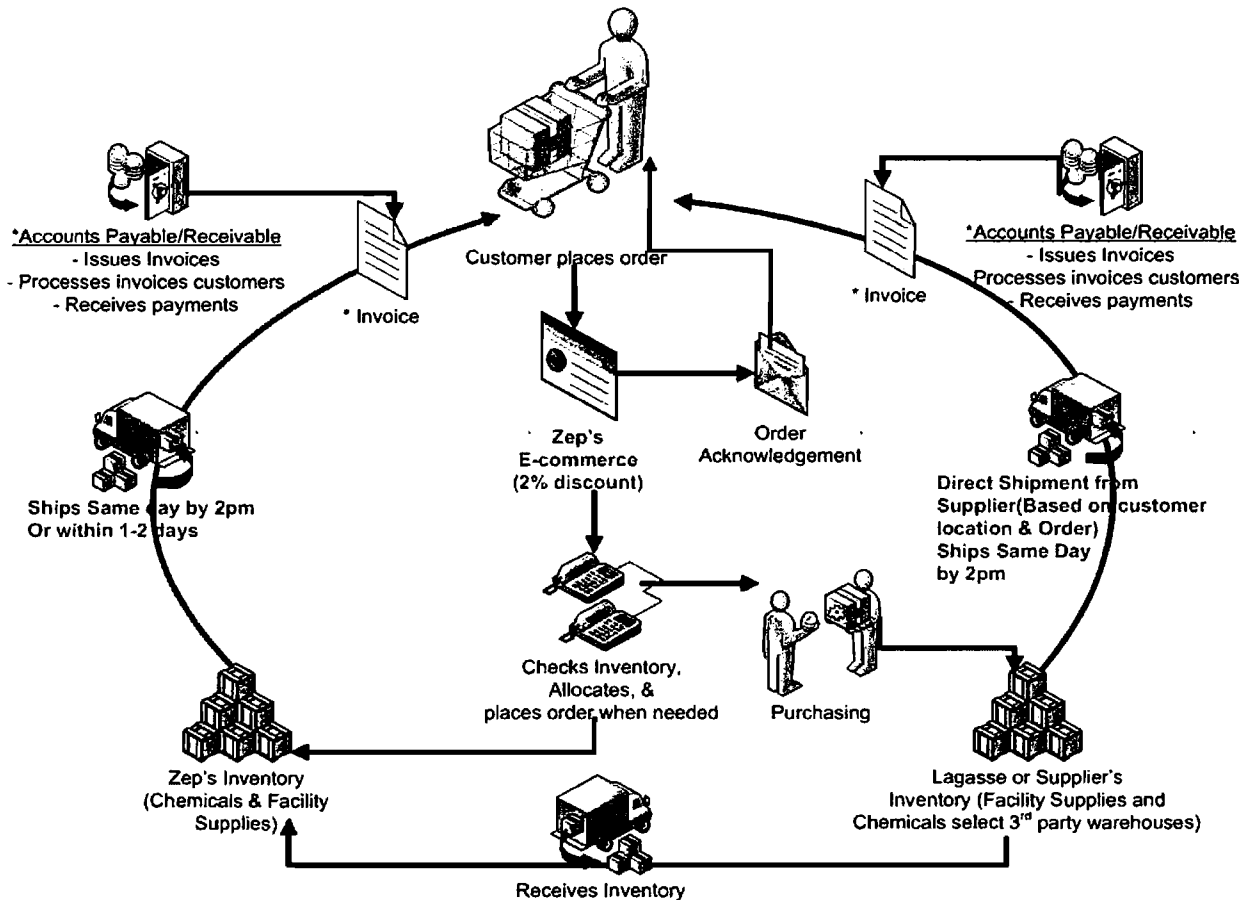 Customer places order
*Accounts Payable/Receivable
- Issues Invoices
- Processes invoices customers
- Receives payments
* Invoice
* Invoice
*Accounts Payable/Receivable
- Issues Invoices
Processes invoices customers
- Receives payments
Zep's
E-commerce
(2% discount)
Order
Acknowledgement
Ships Same day by 2pm
Or within 1-2 days
Direct Shipment from
Supplier(Based on customer
location & Order)
Ships Same Day
by 2pm
Checks Inventory,
Allocates, &
places order when needed
Purchasing
Zep's Inventory
(Chemicals & Facility
Supplies)
Lagasse or Supplier's
Inventory (Facility Supplies and
Chemicals select 3rd party warehouses)
Receives Inventory